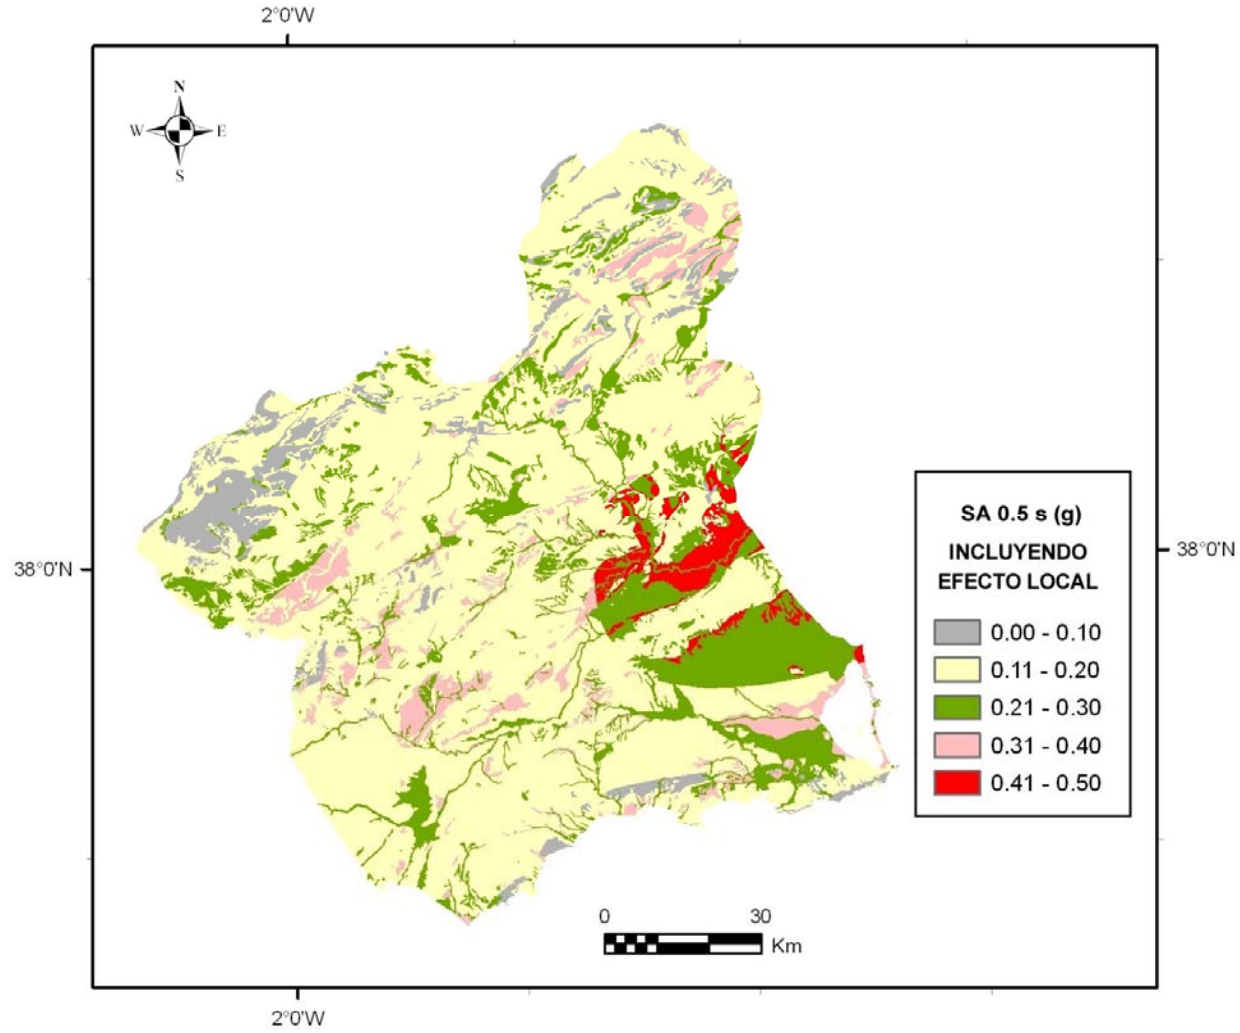 2°0'W
N
W E
S
38°0'N
38°0'N
SA 0.5 s (g)
INCLUYENDO
EFECTO LOCAL
0.00 - 0.10
0.11 - 0.20
0.21 - 0.30
0.31 - 0.40
0.41 - 0.50
0 30
Km
2°0'W